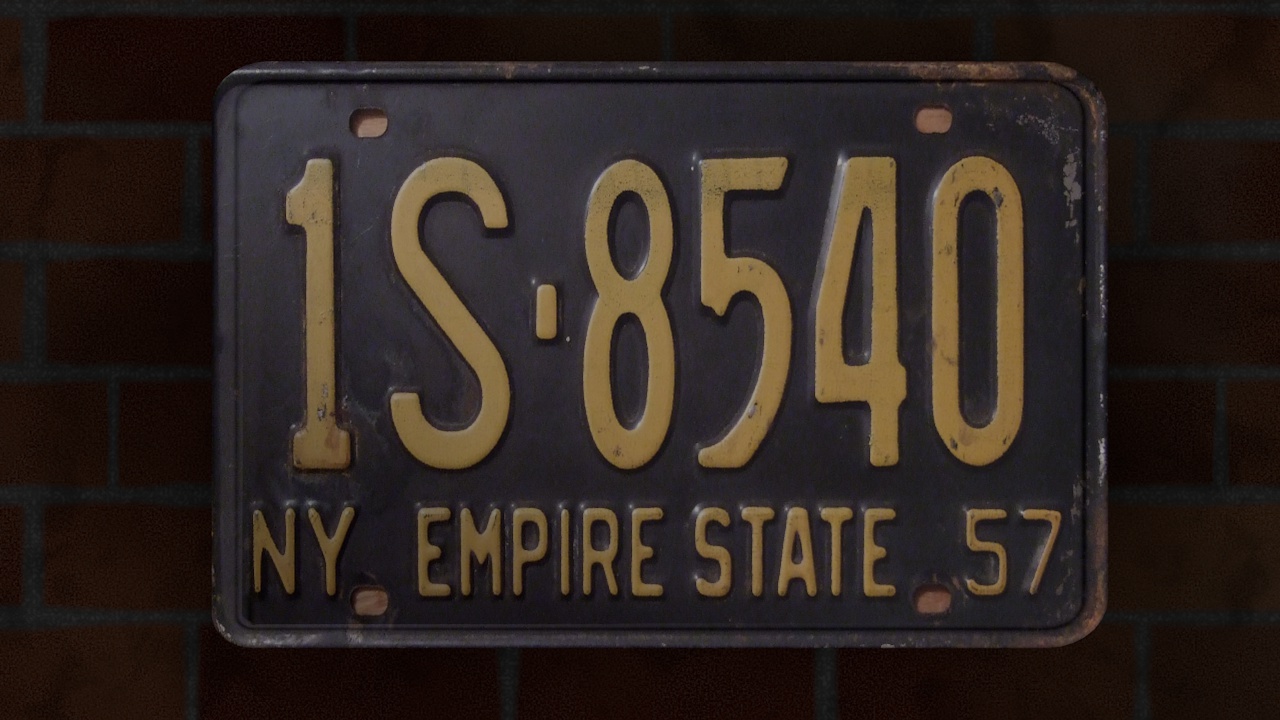 1S-8540
NY EMPIRE STATE 57